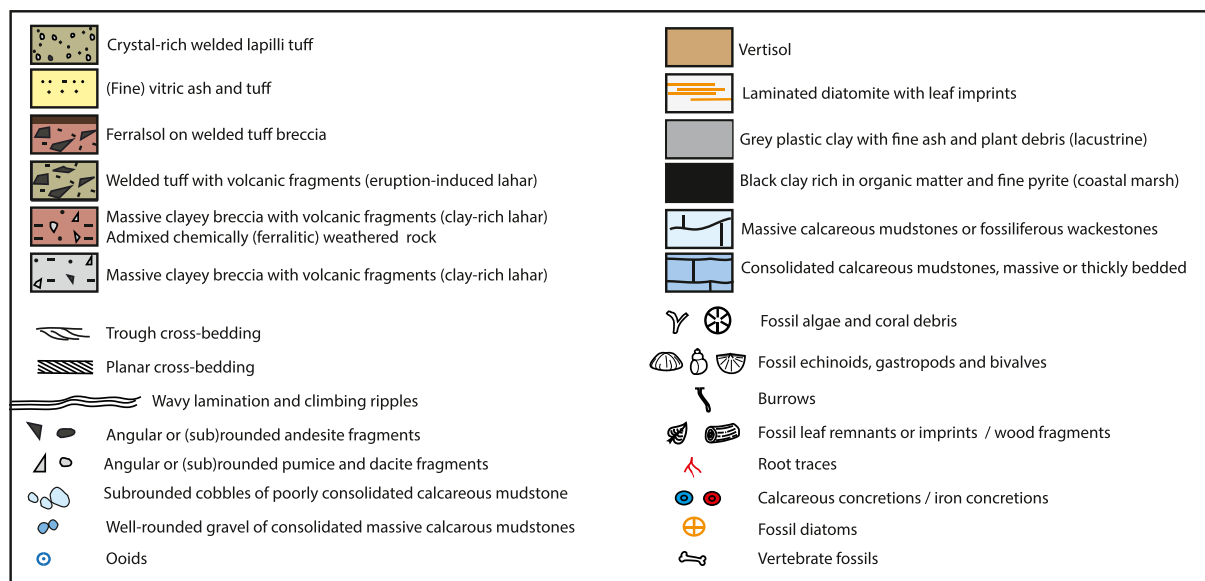 Crystal-rich welded lapilli tuff
(Fine) vitric ash and tuff
Ferralsol on welded tuff breccia
Welded tuff with volcanic fragments (eruption-induced lahar)
Massive clayey breccia with volcanic fragments (clay-rich lahar)
Admixed chemically (ferralitic) weathered rock
Massive clayey breccia with volcanic fragments (clay-rich lahar)
Trough cross-bedding
Planar cross-bedding
Wavy lamination and climbing ripples
Angular or (sub)rounded andesite fragments
Angular or (sub)rounded pumice and dacite fragments
Subrounded cobbles of poorly consolidated calcareous mudstone
Well-rounded gravel of consolidated massive calcarous mudstones
Ooids
Vertisol
Laminated diatomite with leaf imprints
Grey plastic clay with fine ash and plant debris (lacustrine)
Black clay rich in organic matter and fine pyrite (coastal marsh)
Massive calcareous mudstones or fossiliferous wackestones
Consolidated calcareous mudstones, massive or thickly bedded
Fossil algae and coral debris
Fossil echinoids, gastropods and bivalves
Burrows
Fossil leaf remnants or imprints / wood fragments
Root traces
Calcareous concretions / iron concretions
Fossil diatoms
Vertebrate fossils